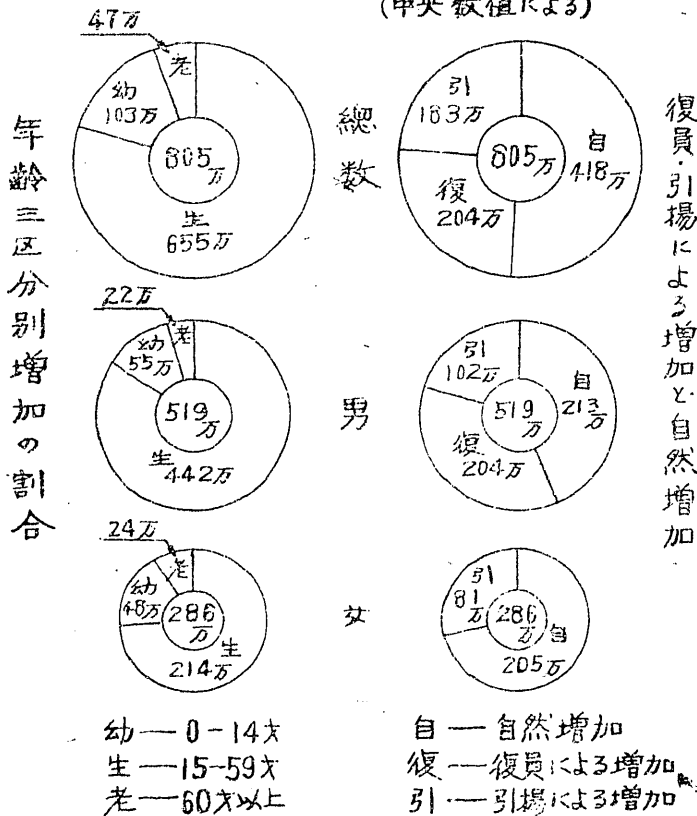 (中央数値による)
年齢三区分別増加の割合
47万
老
幼
103万
805万
生
655万
総数
引
183万
自
418万
805万
復
204万
復員・引揚による増加と自然増加
22万
老
幼
55万
519万
生442万
男
引
102万
自
213万
519万
復
204万
24万
老
幼
48万
286万
生
214万
女
引
81万
286万
自
205万
幼—0-14才
生—15-59才
老—60才以上
自—自然増加
復—復員による増加
引—引揚による増加